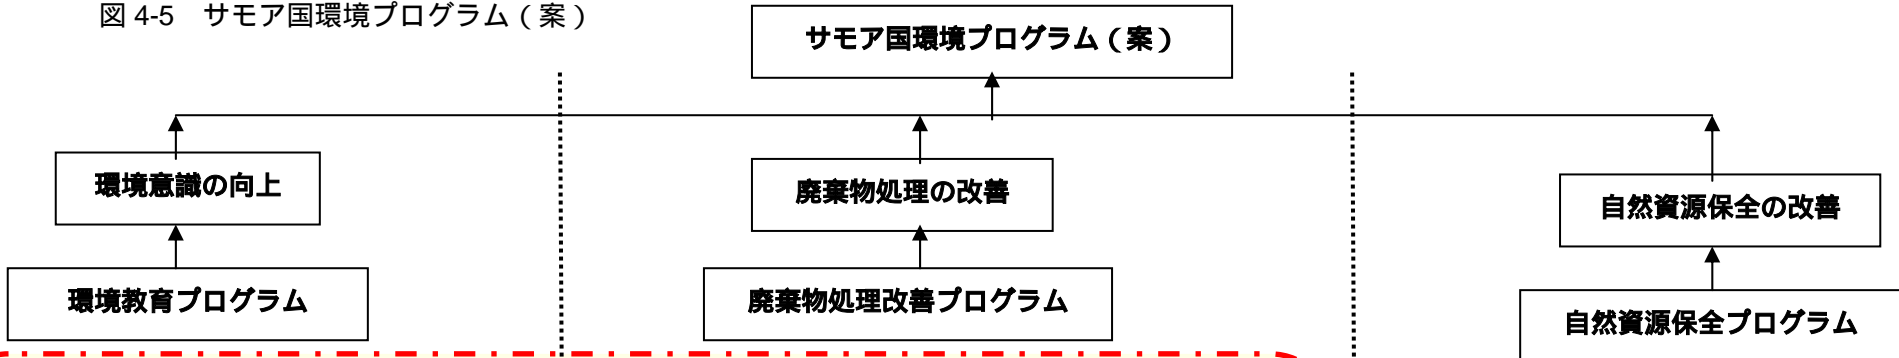 図 4-5　サモア国環境プログラム（案）
サモア国環境プログラム（案）
環境意識の向上
廃棄物処理の改善
自然資源保全の改善
環境教育プログラム
廃棄物処理改善プログラム
自然資源保全プログラム